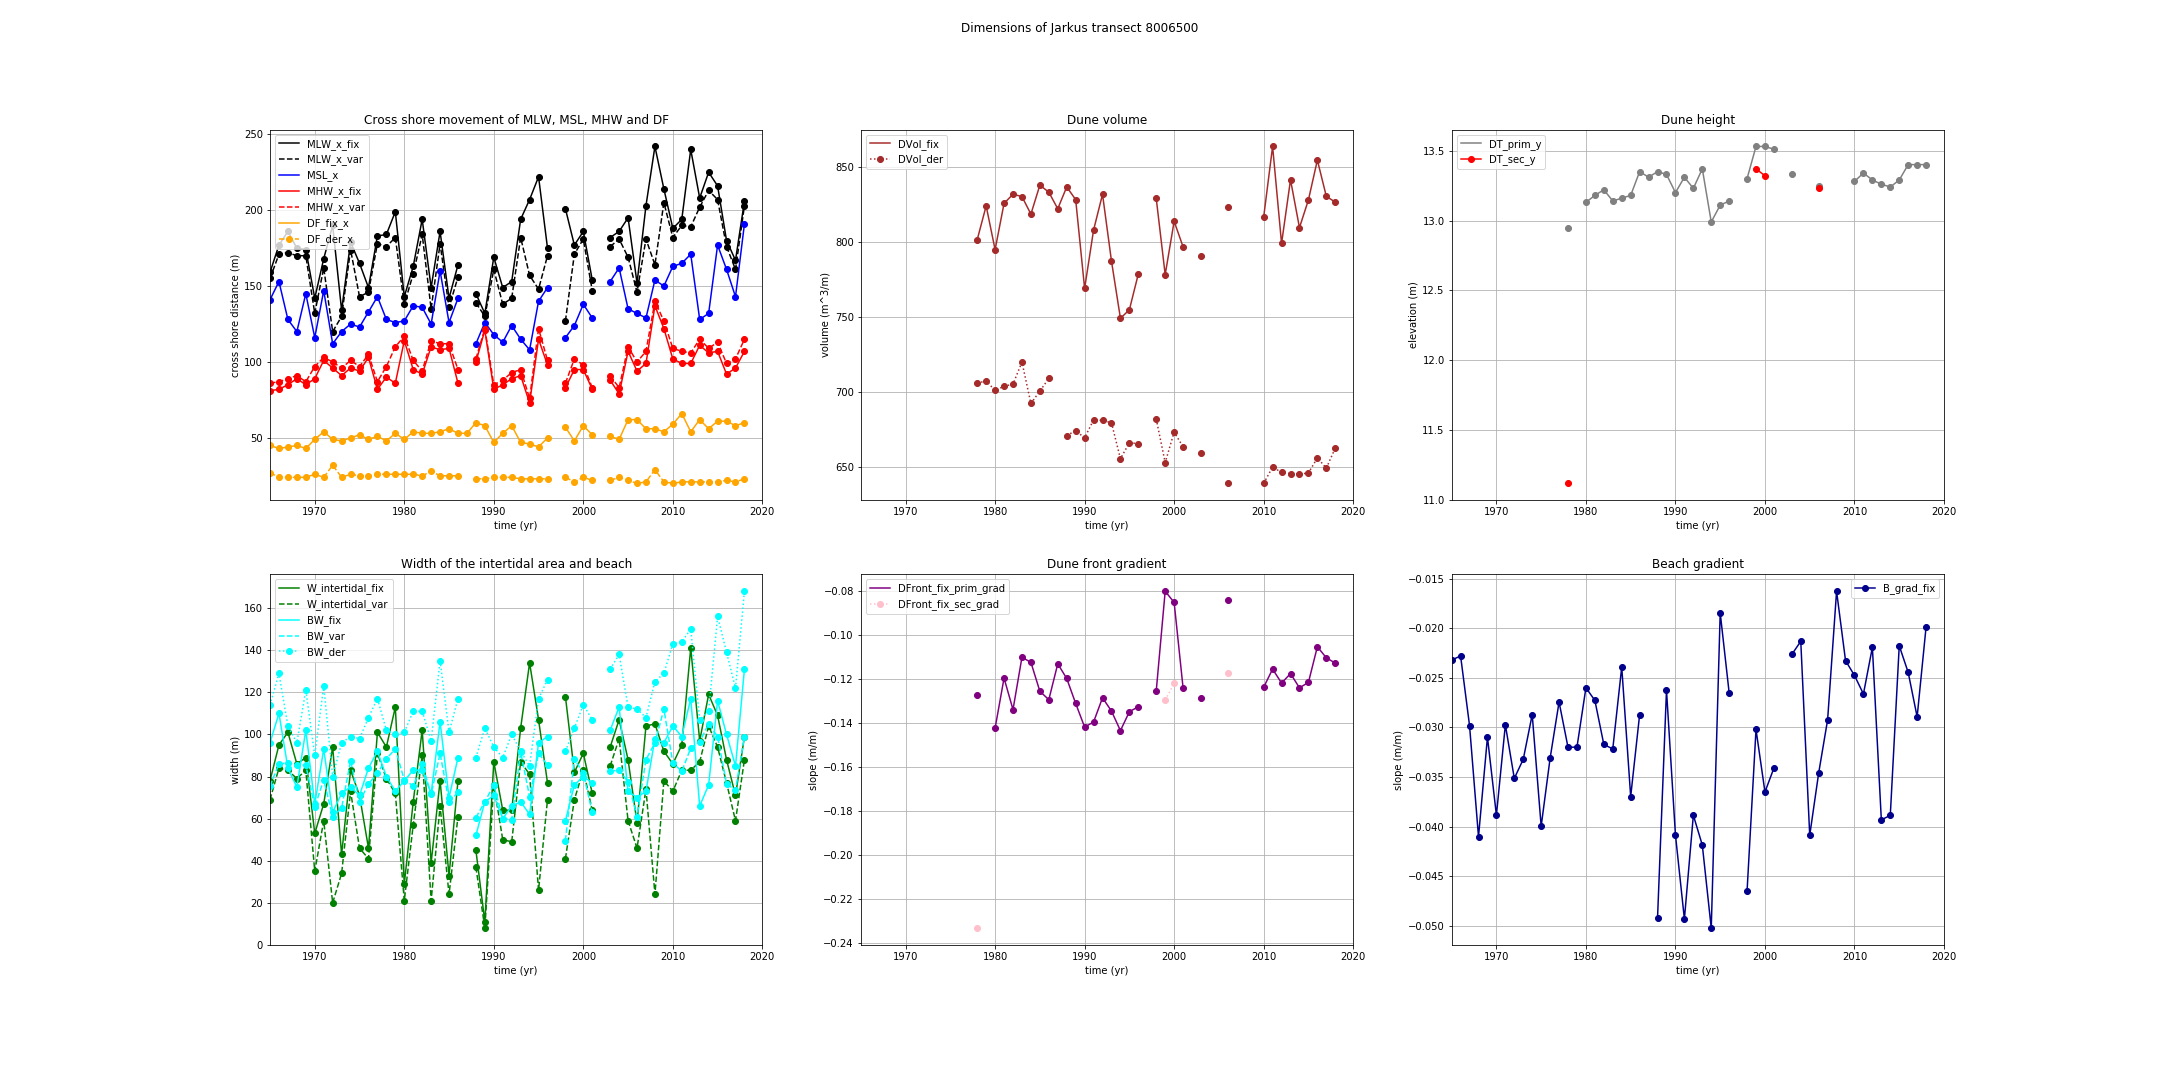 Dimensions of Jarkus transect 8006500
Cross shore movement of MLW, MSL, MHW and DF
250
200
150
100
50
cross shore distance (m)
MLW_x_fix
MLW_x_var
MSL_x
MHW_x_fix
MHW_x_var
DF_fix_x
DF_der_x
1970 1980 1990 2000 2010 2020
time (yr)
Dune volume
850
800
750
700
650
volume (m^3/m)
DVol_fix
DVol_der
1970 1980 1990 2000 2010 2020
time (yr)
Dune height
13.5
13.0
12.5
12.0
11.5
11.0
elevation (m)
DT_prim_y
DT_sec_y
1970 1980 1990 2000 2010 2020
time (yr)
Width of the intertidal area and beach
160
140
120
100
80
60
40
20
0
width (m)
W_intertidal_fix
W_intertidal_var
BW_fix
BW_var
BW_der
1970 1980 1990 2000 2010 2020
time (yr)
Dune front gradient
−0.08
−0.10
−0.12
−0.14
−0.16
−0.18
−0.20
−0.22
−0.24
slope (m/m)
DFront_fix_prim_grad
DFront_fix_sec_grad
1970 1980 1990 2000 2010 2020
time (yr)
Beach gradient
−0.015
−0.020
−0.025
−0.030
−0.035
−0.040
−0.045
−0.050
slope (m/m)
B_grad_fix
1970 1980 1990 2000 2010 2020
time (yr)